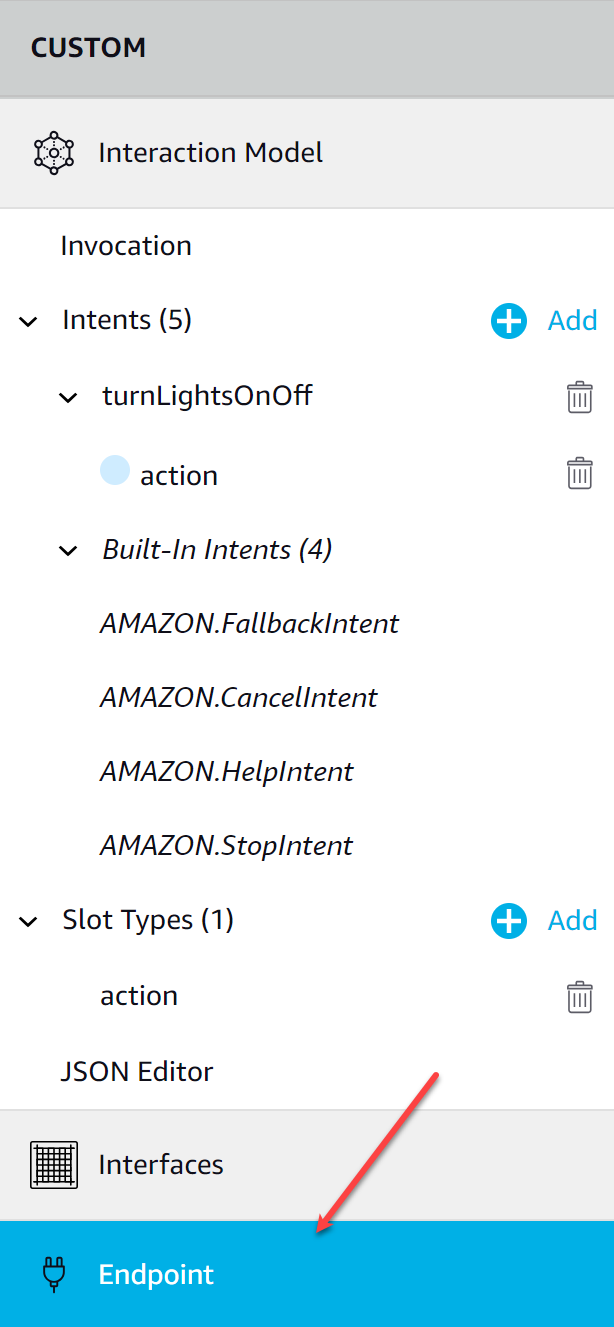 CUSTOM
Interaction Model
Invocation
Intents (5)
Add
turnLightsOnOff
action
Built-In Intents (4)
AMAZON.FallbackIntent
AMAZON.CancelIntent
AMAZON.HelpIntent
AMAZON.StopIntent
Slot Types (1)
Add
action
JSON Editor
Interfaces
Endpoint